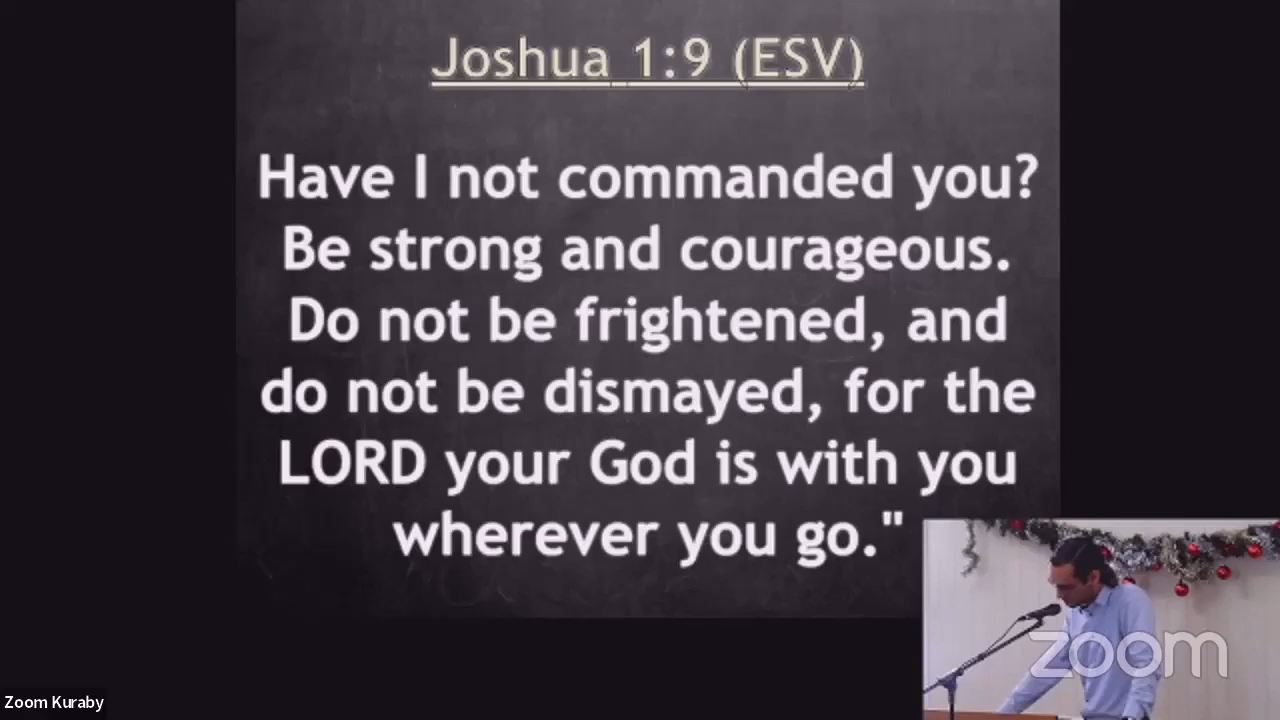 Joshua 1:9 (ESV)
Have I not commanded you?
Be strong and courageous.
Do not be frightened, and
do not be dismayed, for the
LORD your God is with you
wherever you go."
zoom
Zoom Kuraby